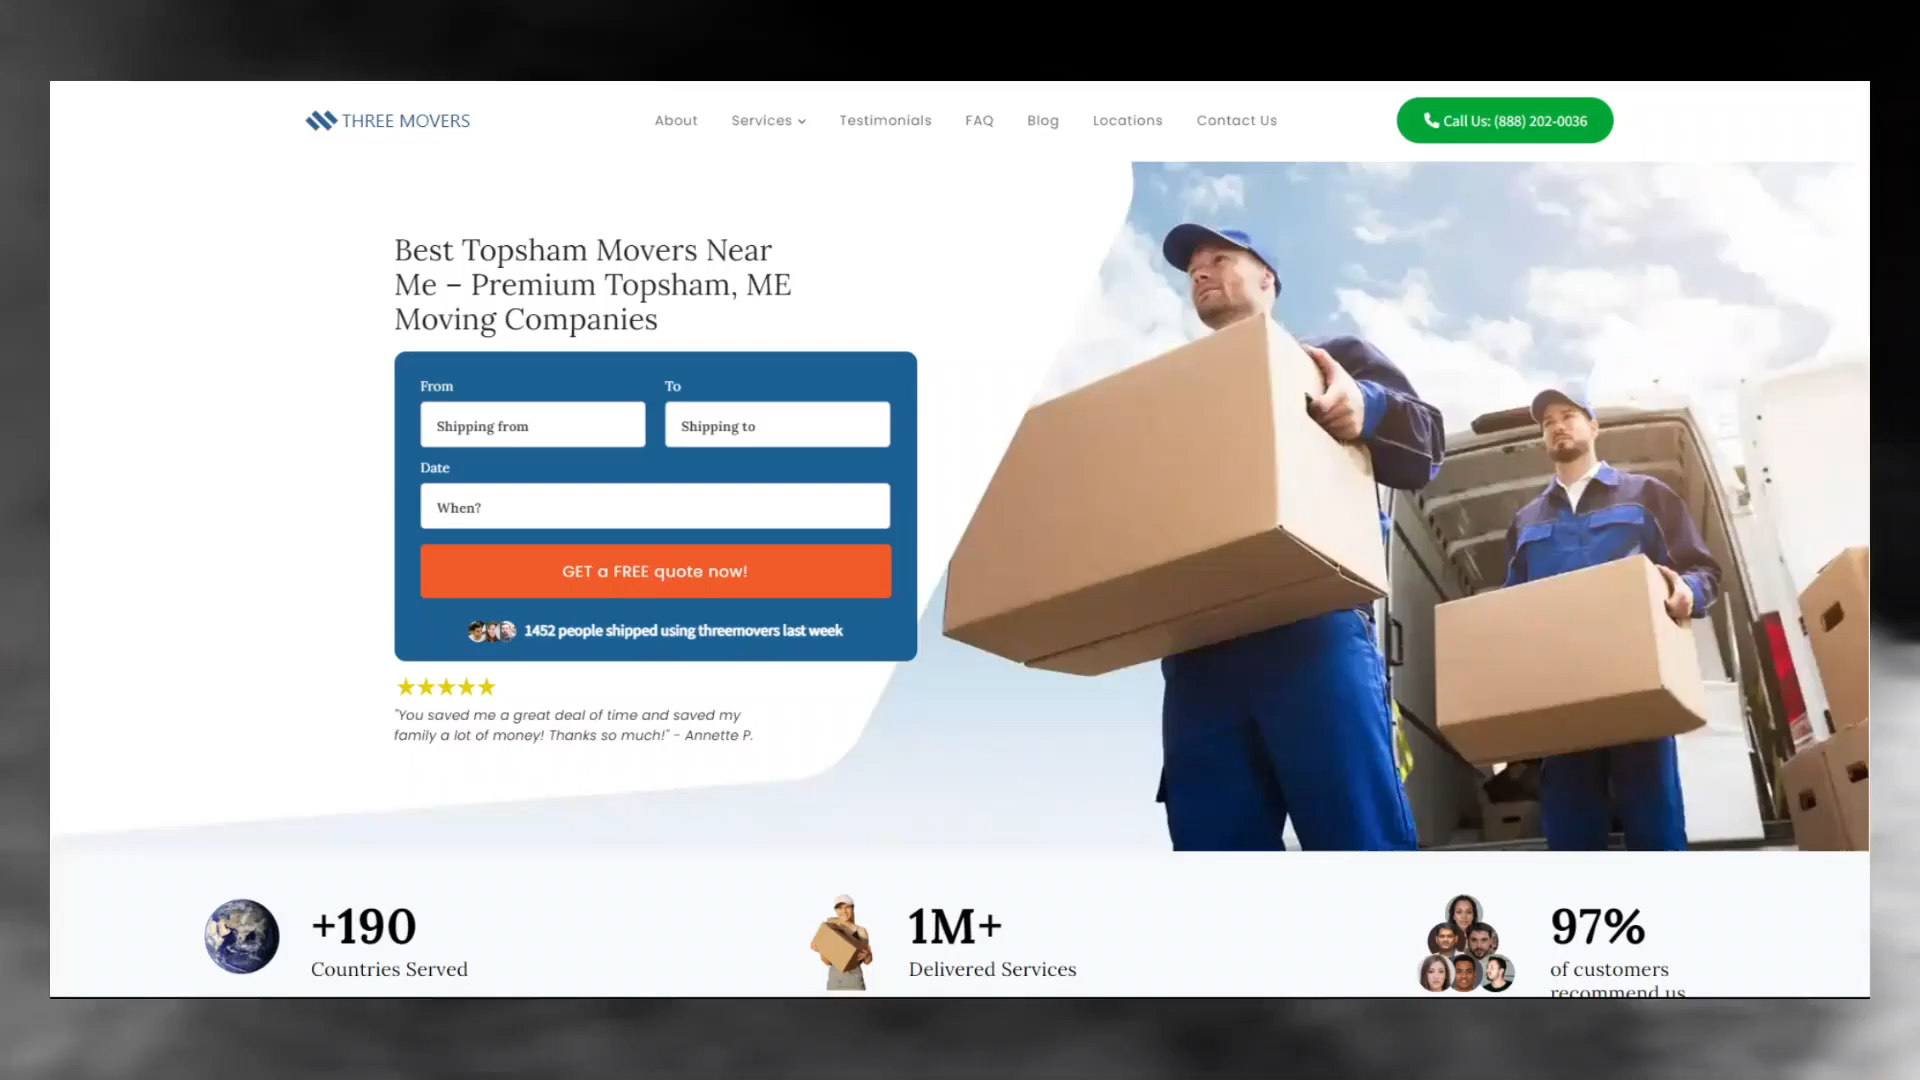 THREE MOVERS
About
Services
Testimonials
FAQ
Blog
Locations
Contact Us
Call Us: (888) 202-0036
Best Topsham Movers Near
Me – Premium Topsham, ME
Moving Companies
From
To
Shipping from
Shipping to
Date
When?
GET a FREE quote now!
1452 people shipped using threemovers last week
"You saved me a great deal of time and saved my
family a lot of money! Thanks so much!" - Annette P.
+190
Countries Served
1M+
Delivered Services
97%
of customers
recommend us